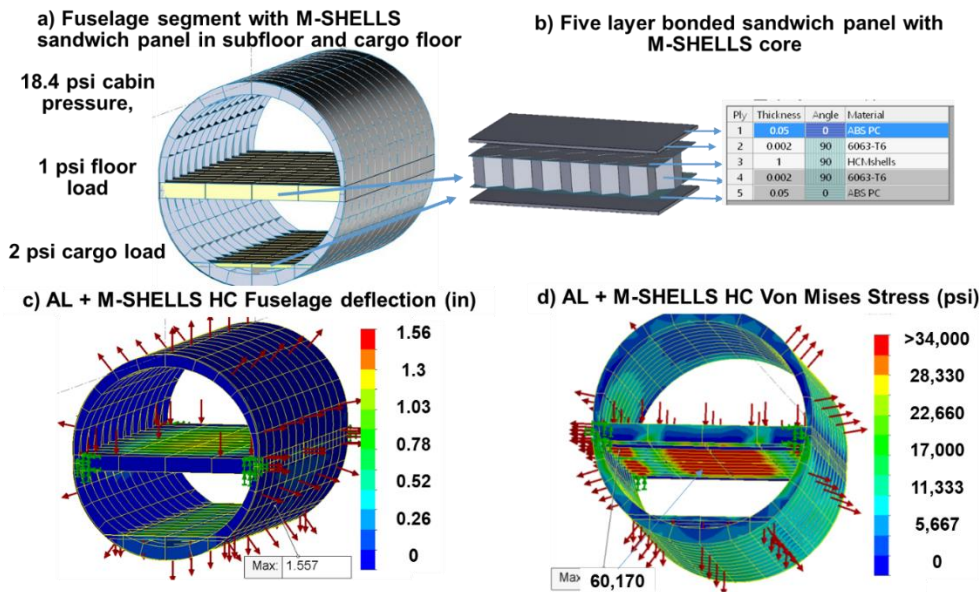 a) Fuselage segment with M-SHELLS
sandwich panel in subfloor and cargo floor
18.4 psi cabin
pressure,
1 psi floor
load
2 psi cargo load
b) Five layer bonded sandwich panel with
M-SHELLS core
Ply Thickness Angle Material
1 0.05 0 ABS PC
2 0.002 90 6063-T6
3 1 90 HCMshells
4 0.002 90 6063-T6
5 0.05 0 ABS PC
c) AL + M-SHELLS HC Fuselage deflection (in)
1.56
1.3
1.03
0.78
0.52
0.26
0
Max: 1.557
d) AL + M-SHELLS HC Von Mises Stress (psi)
>34,000
28,330
22,660
17,000
11,333
5,667
0
Max 60,170